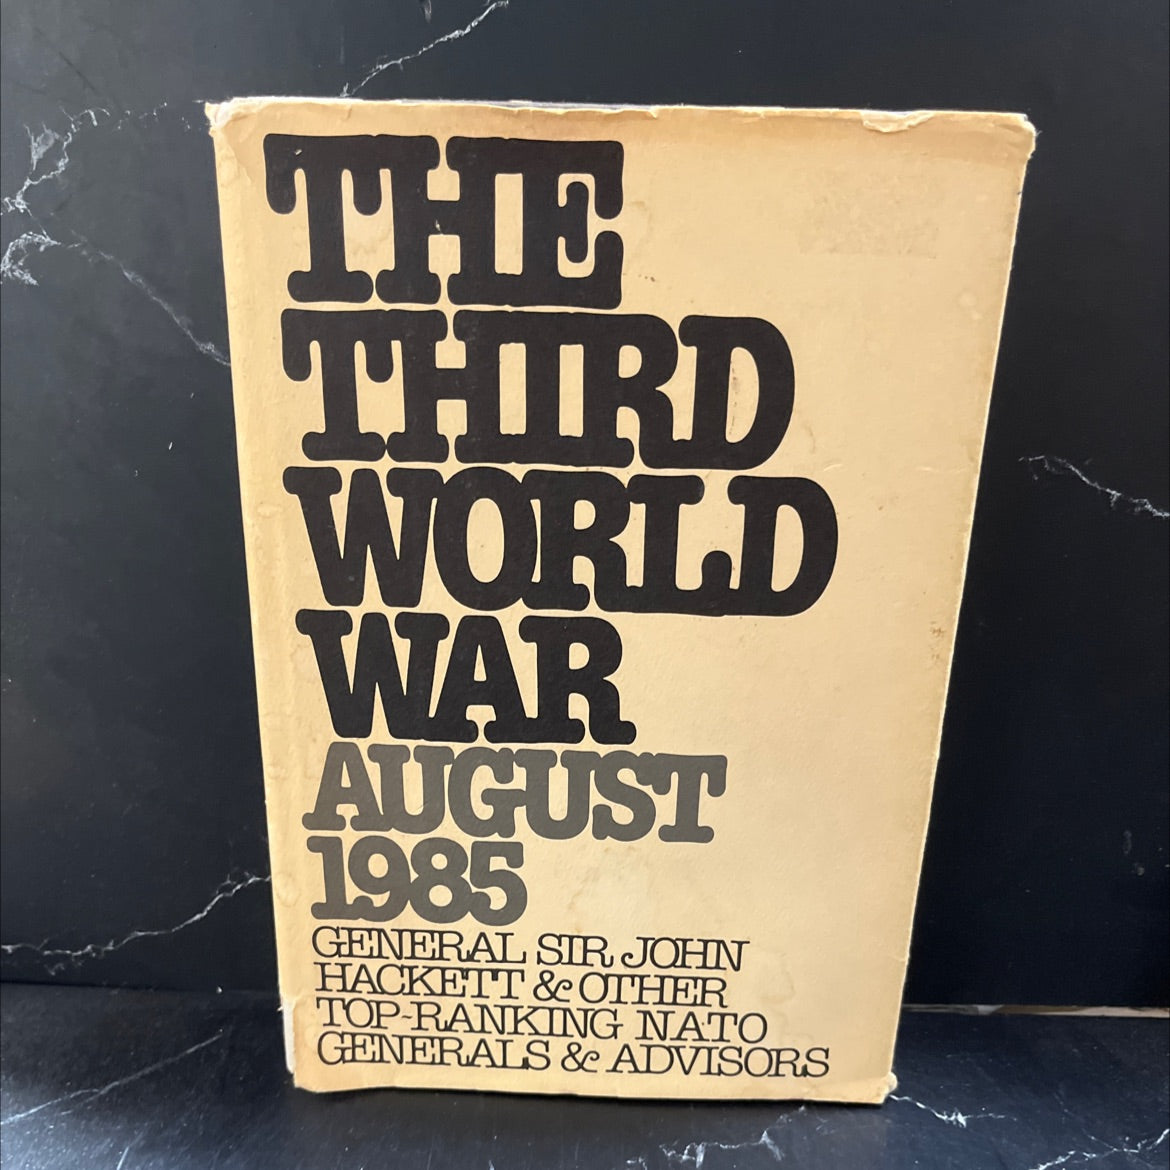 THE
THIRD
WORLD
WAR
AUGUST
1985
GENERAL SIR JOHN
HACKETT & OTHER
TOP-RANKING NATO
GENERALS & ADVISORS